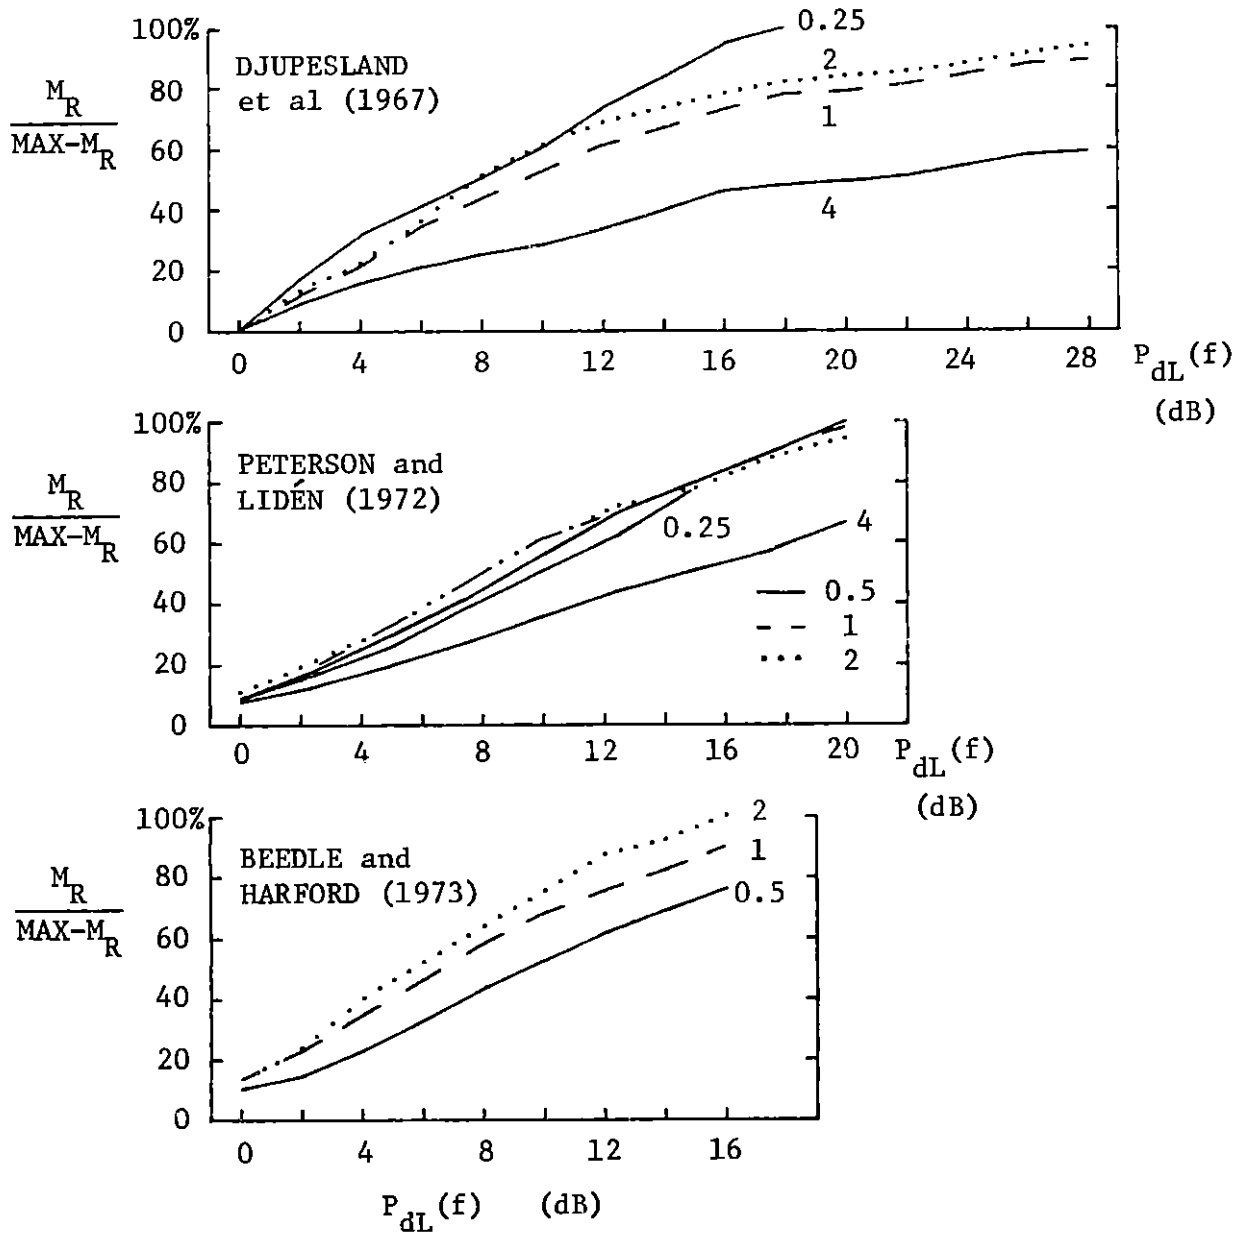 100%
80
60
40
20
0
M_R
MAX-M_R
DJUPESLAND
et al (1967)
0.25
2
1
4
0 4 8 12 16 20 24 28
P_dL(f)
(dB)
100%
80
60
40
20
0
M_R
MAX-M_R
PETERSON and
LIDÉN (1972)
0.25
4
0.5
1
2
0 4 8 12 16 20
P_dL(f)
(dB)
100%
80
60
40
20
0
M_R
MAX-M_R
BEEDLE and
HARFORD (1973)
2
1
0.5
0 4 8 12 16
P_dL(f) (dB)